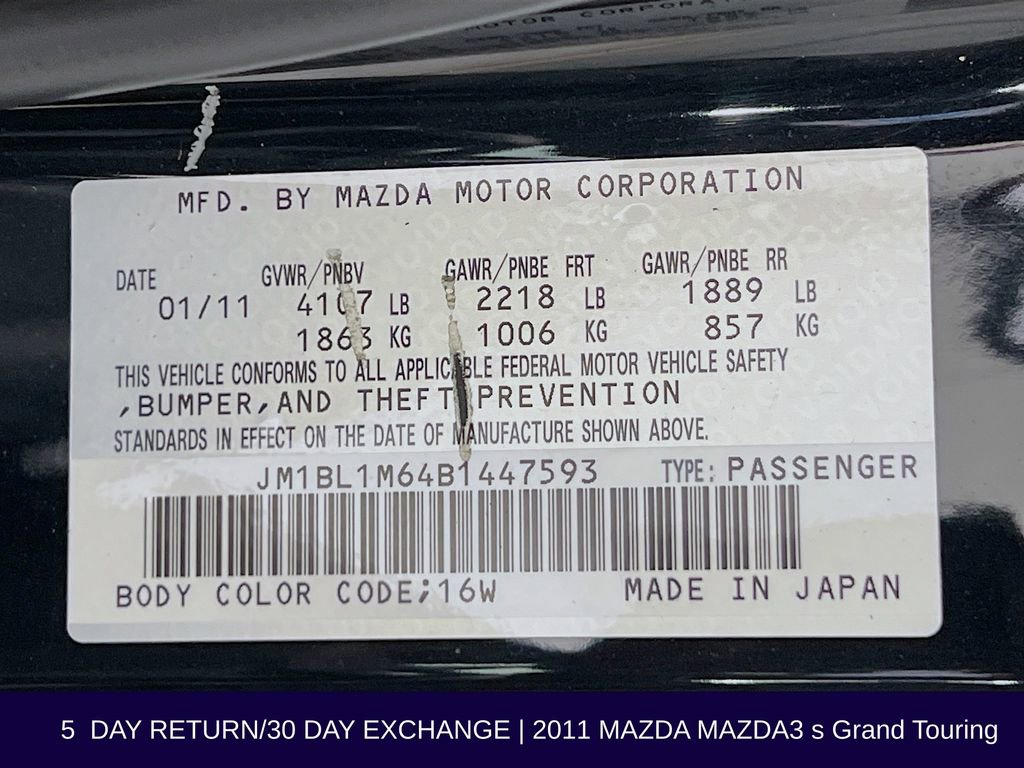 MOTOR CORPORA
MFD. BY MAZDA MOTOR CORPORATION
DATE GVWR/PNBV GAWR/PNBE FRT GAWR/PNBE RR
01/11 4107 LB 2218 LB 1889 LB
1863 KG 1006 KG 857 KG
THIS VEHICLE CONFORMS TO ALL APPLICABLE FEDERAL MOTOR VEHICLE SAFETY
,BUMPER,AND THEFT PREVENTION
STANDARDS IN EFFECT ON THE DATE OF MANUFACTURE SHOWN ABOVE.
JM1BL1M64B1447593 TYPE: PASSENGER
BODY COLOR CODE;16W MADE IN JAPAN
5 DAY RETURN/30 DAY EXCHANGE | 2011 MAZDA MAZDA3 s Grand Touring